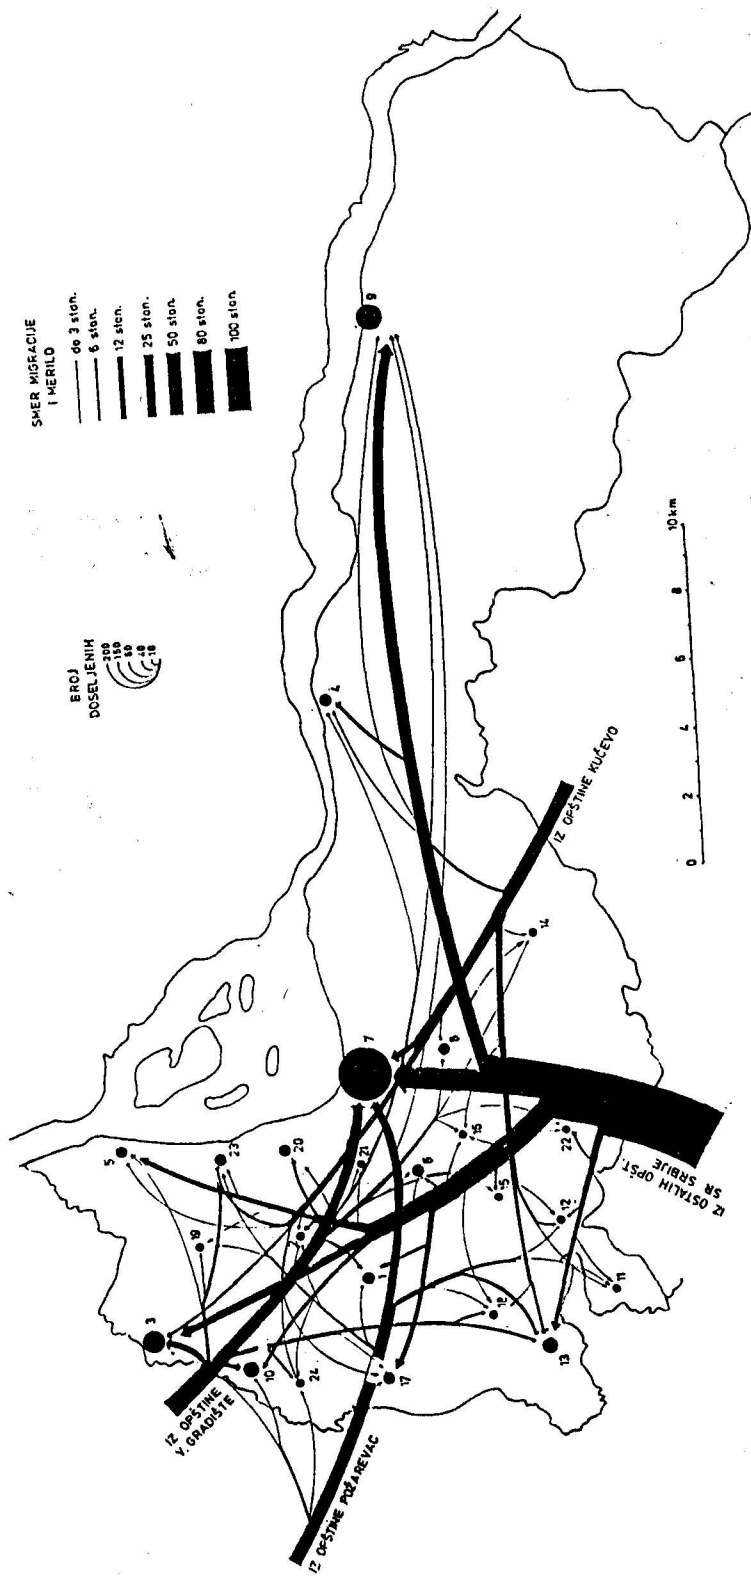 SMER MIGRACIJE
I MERILO
do 3 stan.
6 stan.
12 stan.
25 stan.
50 stan.
80 stan.
100 stan.
BROJ
DOSELJENIH
200
150
80
40
10
0 2 4 6 8 10 km
IZ OPŠTINE KUČEVO
IZ OSTALIH OPŠT.
SR SRBIJE
IZ OPŠTINE
V. GRADIŠTE
IZ OPŠTINE POŽAREVAC
9
4
14
7
8
5
23
20
21
6
16
22
15
12
19
1
11
18
3
10
24
17
13